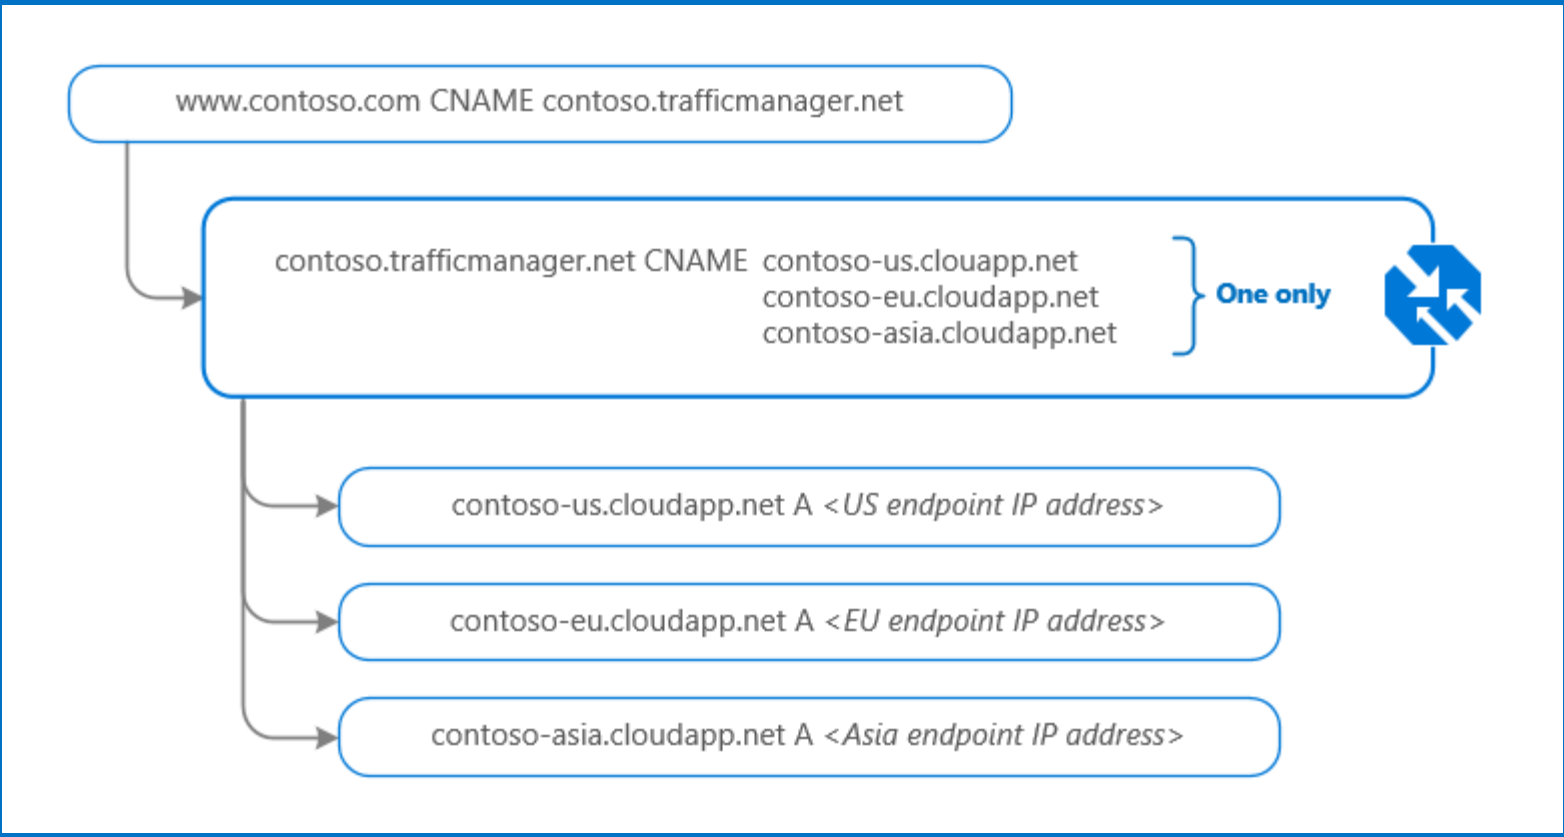 www.contoso.com CNAME contoso.trafficmanager.net
contoso.trafficmanager.net CNAME contoso-us.clouapp.net
contoso-eu.cloudapp.net
contoso-asia.cloudapp.net
One only
contoso-us.cloudapp.net A <US endpoint IP address>
contoso-eu.cloudapp.net A <EU endpoint IP address>
contoso-asia.cloudapp.net A <Asia endpoint IP address>